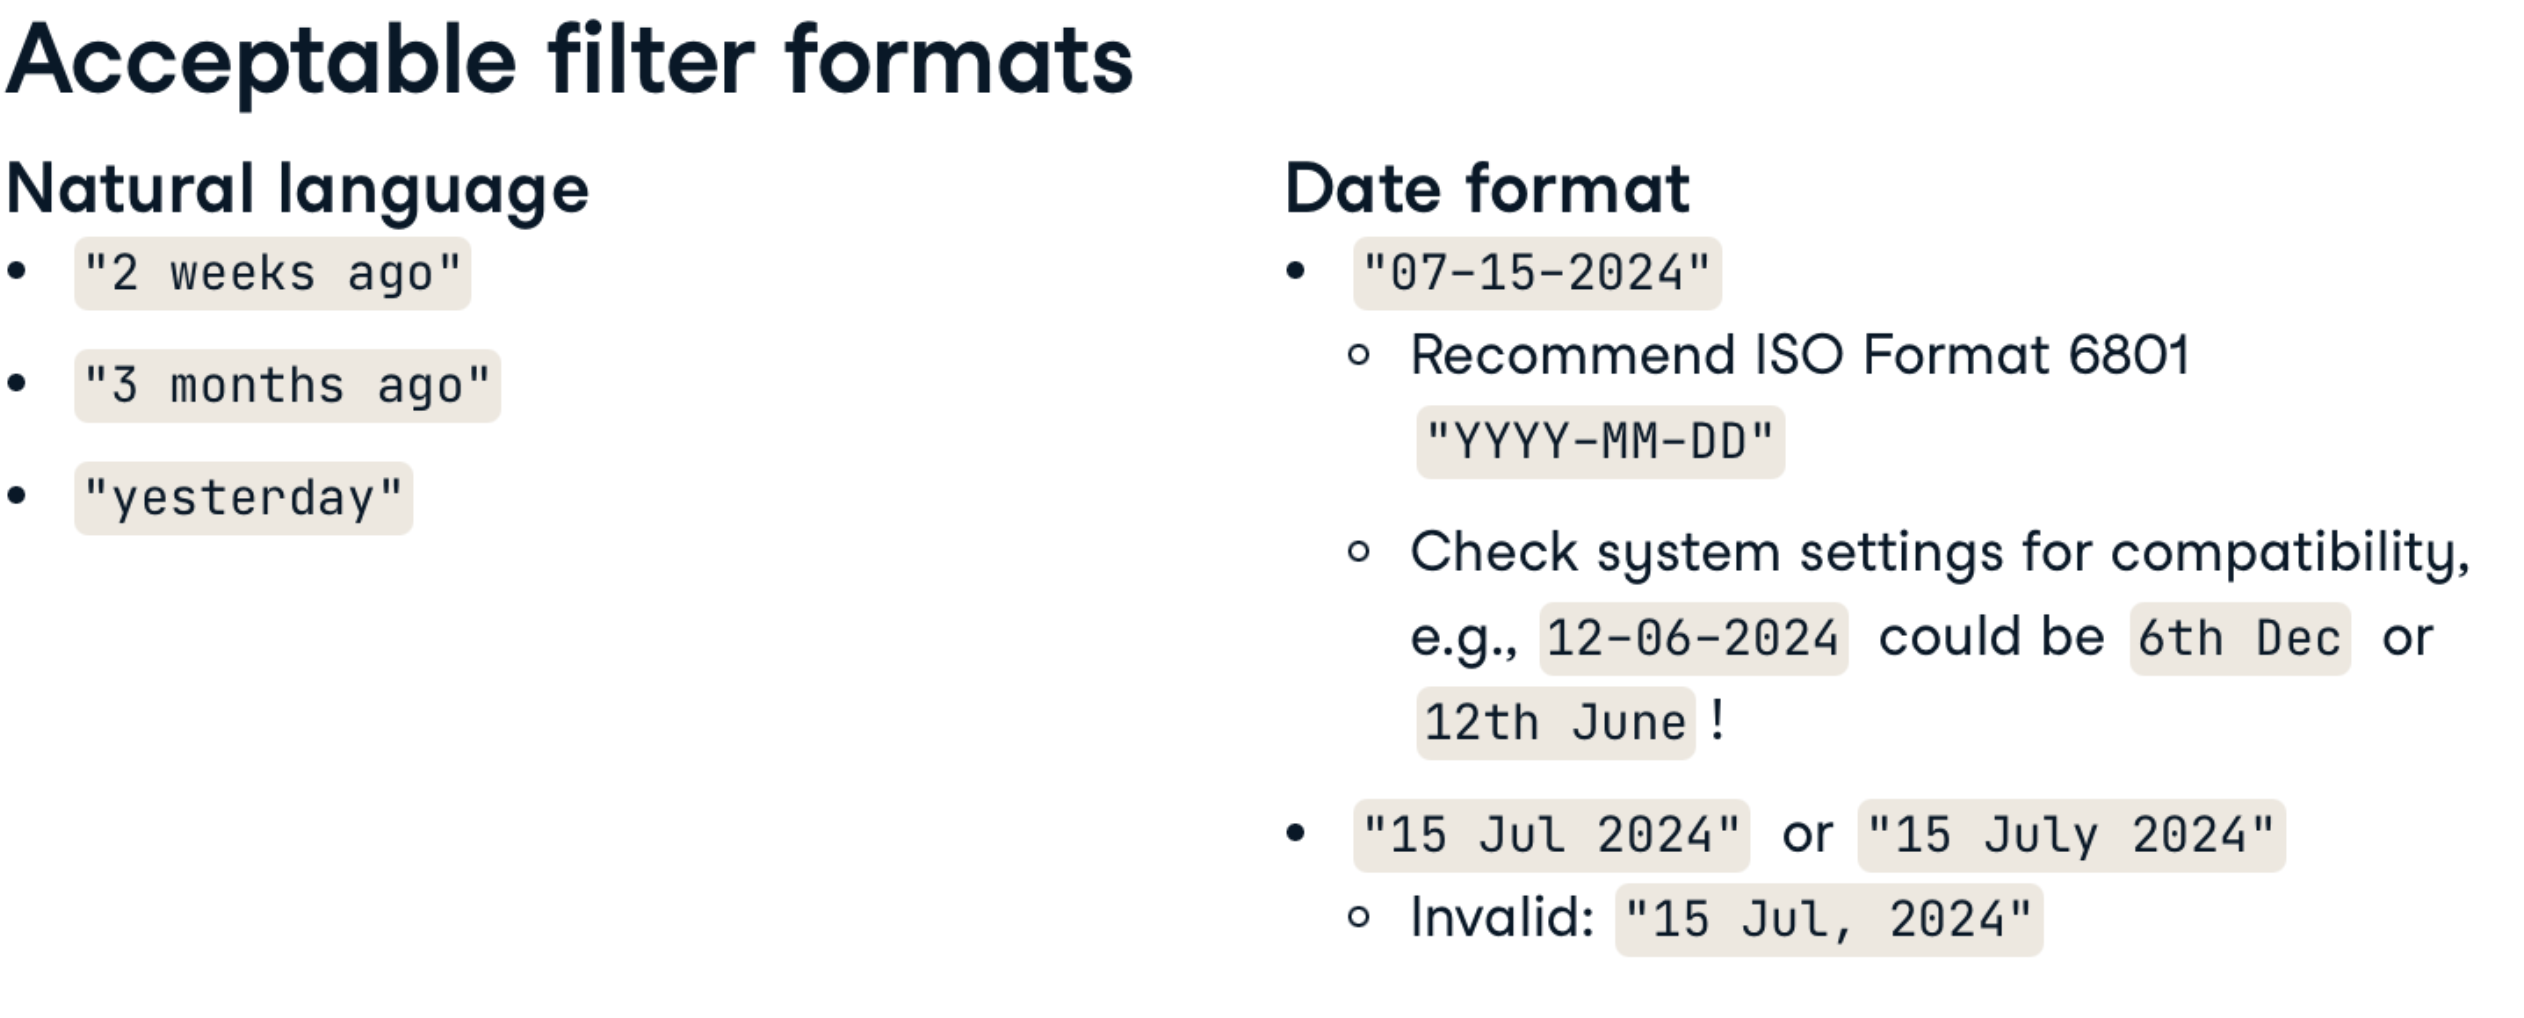 Acceptable filter formats
Natural language
"2 weeks ago"
"3 months ago"
"yesterday"
Date format
"07-15-2024"
Recommend ISO Format 6801
"YYYY-MM-DD"
Check system settings for compatibility,
e.g., 12-06-2024 could be 6th Dec or
12th June !
"15 Jul 2024" or "15 July 2024"
Invalid: "15 Jul, 2024"